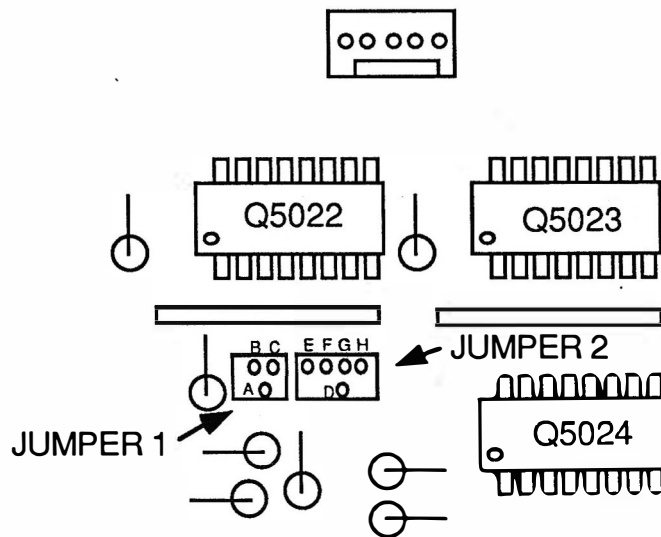 Q5022
Q5023
B C
E F G H
JUMPER 2
A
D
Q5024
JUMPER 1